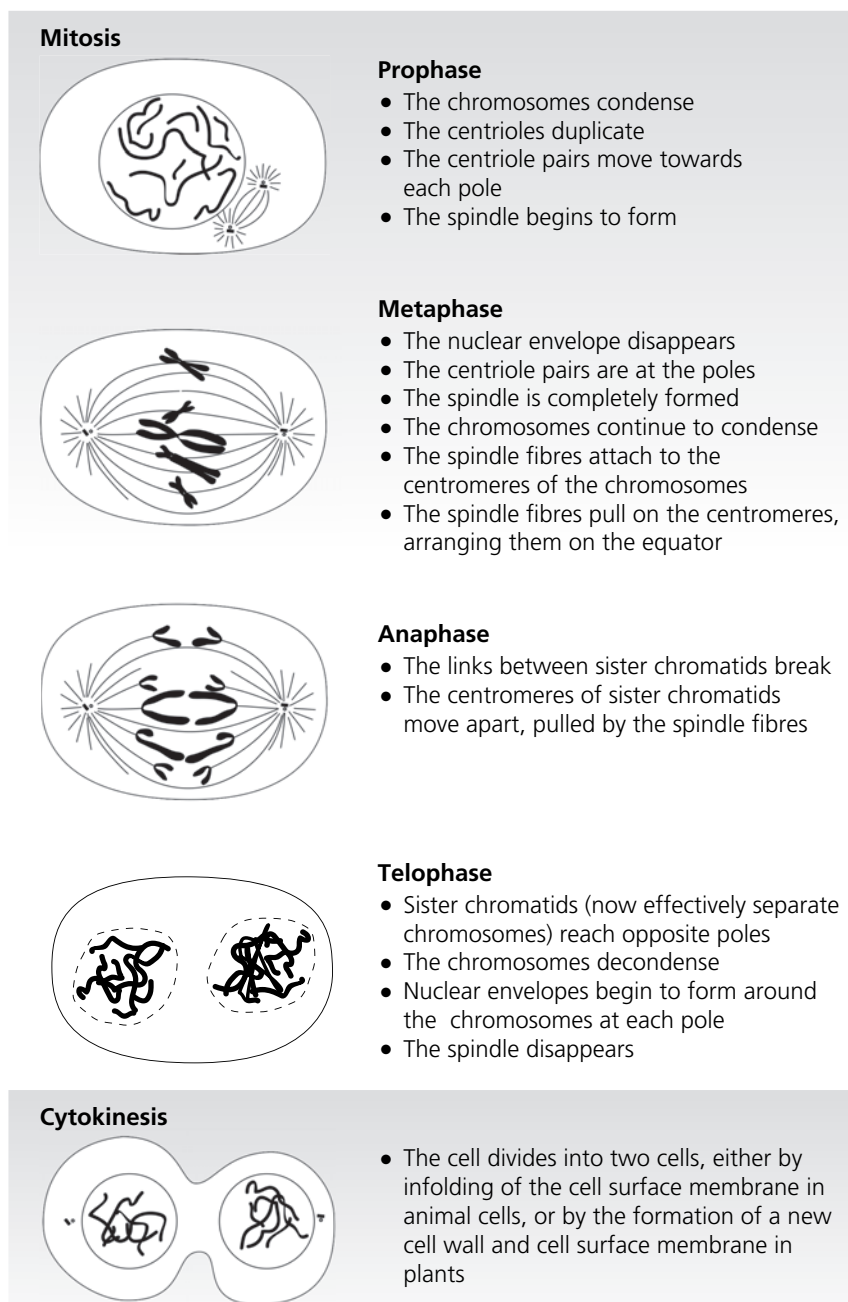 Mitosis
Prophase
• The chromosomes condense
• The centrioles duplicate
• The centriole pairs move towards
each pole
• The spindle begins to form
Metaphase
• The nuclear envelope disappears
• The centriole pairs are at the poles
• The spindle is completely formed
• The chromosomes continue to condense
• The spindle fibres attach to the
centromeres of the chromosomes
• The spindle fibres pull on the centromeres,
arranging them on the equator
Anaphase
• The links between sister chromatids break
• The centromeres of sister chromatids
move apart, pulled by the spindle fibres
Telophase
• Sister chromatids (now effectively separate
chromosomes) reach opposite poles
• The chromosomes decondense
• Nuclear envelopes begin to form around
the chromosomes at each pole
• The spindle disappears
Cytokinesis
• The cell divides into two cells, either by
infolding of the cell surface membrane in
animal cells, or by the formation of a new
cell wall and cell surface membrane in
plants